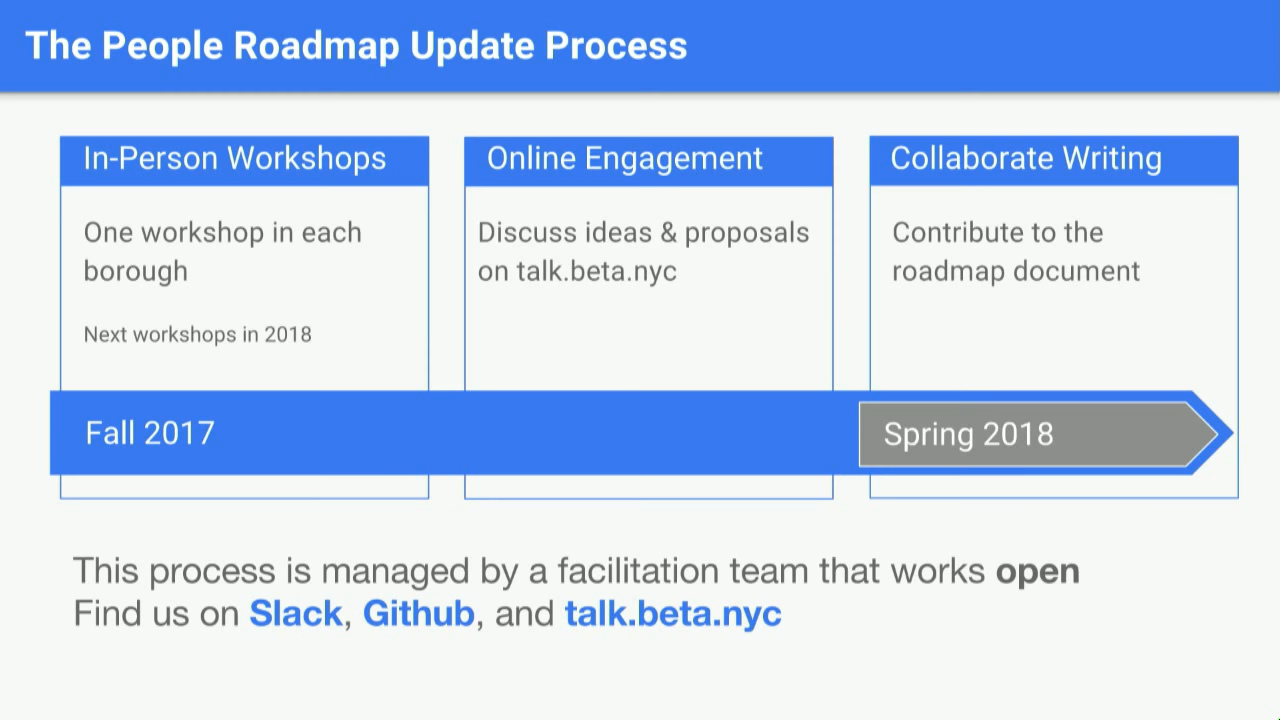 The People Roadmap Update Process
In-Person Workshops
One workshop in each
borough
Next workshops in 2018
Online Engagement
Discuss ideas & proposals
on talk.beta.nyc
Collaborate Writing
Contribute to the
roadmap document
Fall 2017
Spring 2018
This process is managed by a facilitation team that works open
Find us on Slack, Github, and talk.beta.nyc